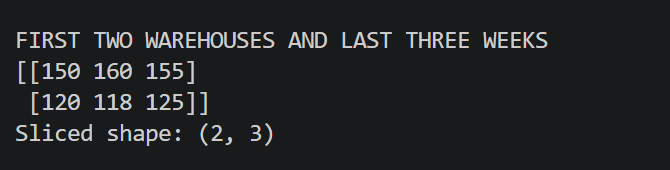 FIRST TWO WAREHOUSES AND LAST THREE WEEKS
[[150 160 155]
 [120 118 125]]
Sliced shape: (2, 3)